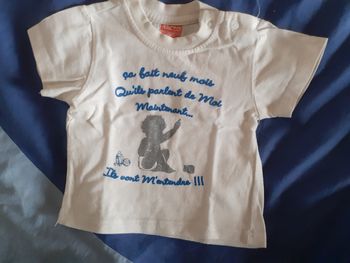 ça fait neuf mois
Qu'ils parlent de Moi
Maintenant...
Ils vont M'entendre !!!